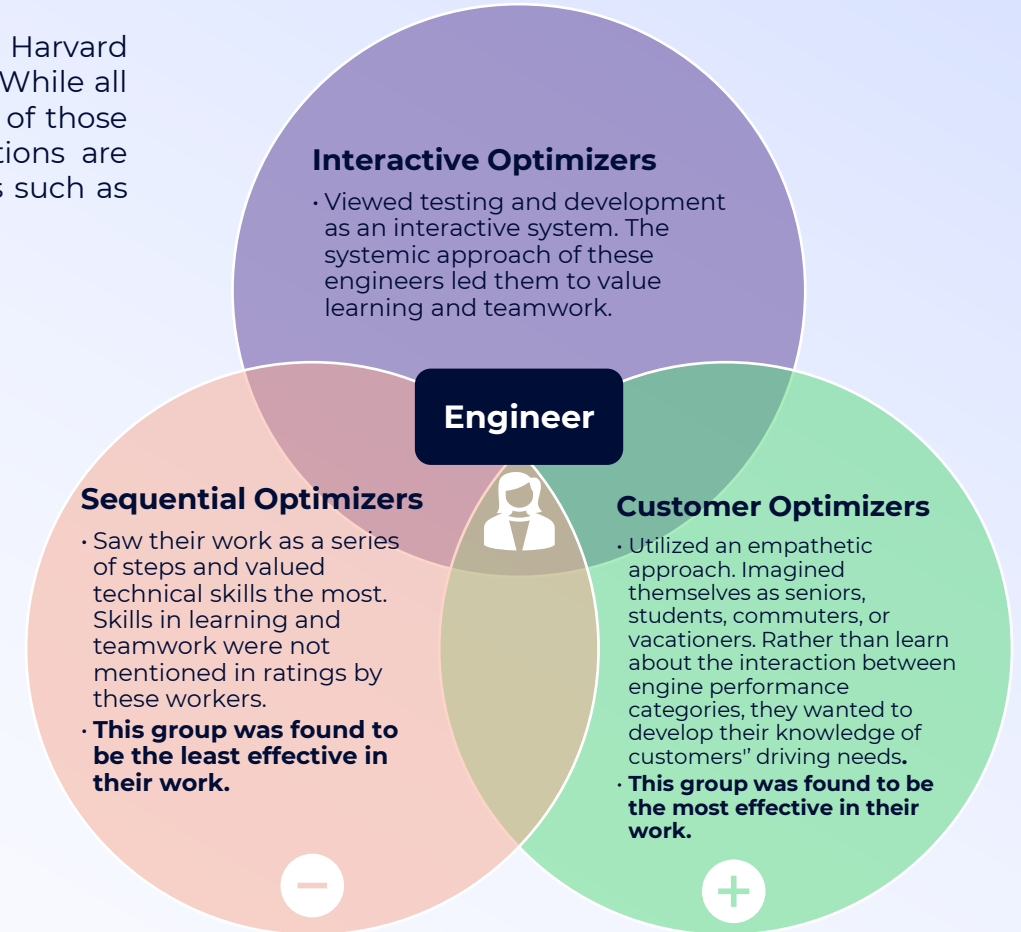 Harvard
While all
of those
tions are
s such as
Interactive Optimizers
· Viewed testing and development
as an interactive system. The
systemic approach of these
engineers led them to value
learning and teamwork.
Engineer
Sequential Optimizers
· Saw their work as a series
of steps and valued
technical skills the most.
Skills in learning and
teamwork were not
mentioned in ratings by
these workers.
· This group was found to
be the least effective in
their work.
Customer Optimizers
· Utilized an empathetic
approach. Imagined
themselves as seniors,
students, commuters, or
vacationers. Rather than learn
about the interaction between
engine performance
categories, they wanted to
develop their knowledge of
customers'' driving needs.
· This group was found to be
the most effective in their
work.